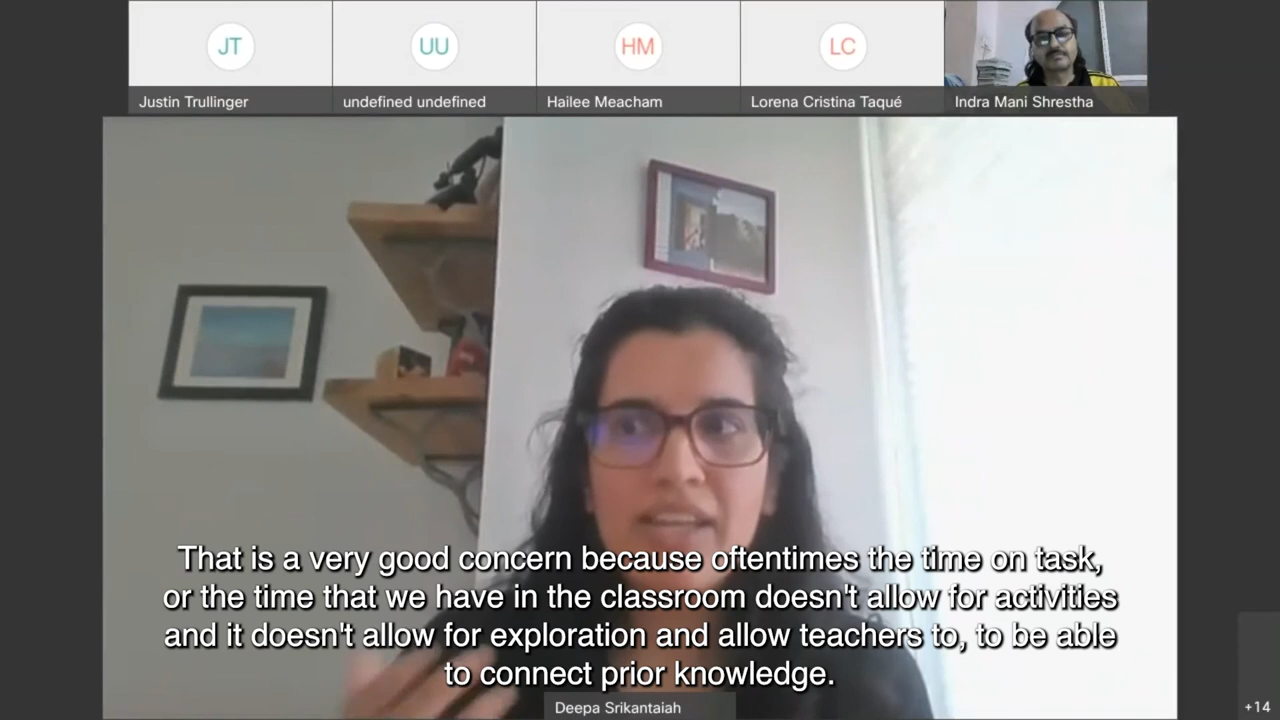 JT
UU
HM
LC
Justin Trullinger
undefined undefined
Hailee Meacham
Lorena Cristina Taqué
Indra Mani Shrestha
That is a very good concern because oftentimes the time on task,
or the time that we have in the classroom doesn't allow for activities
and it doesn't allow for exploration and allow teachers to, to be able
to connect prior knowledge.
Deepa Srikantaiah
+14